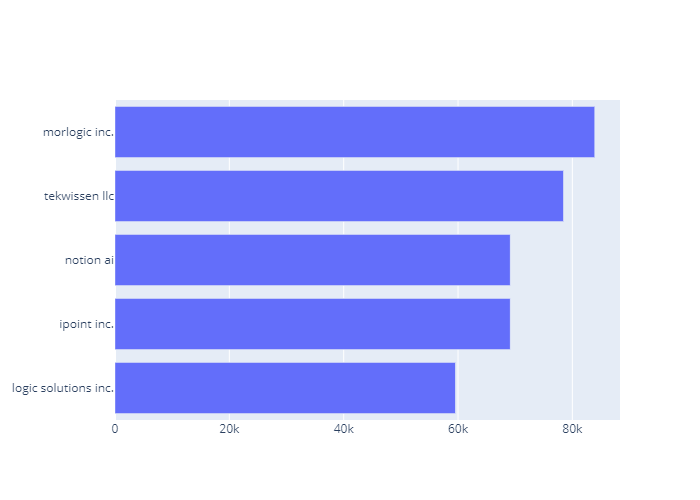 morlogic inc.
tekwissen llc
notion ai
ipoint inc.
logic solutions inc.
0 20k 40k 60k 80k